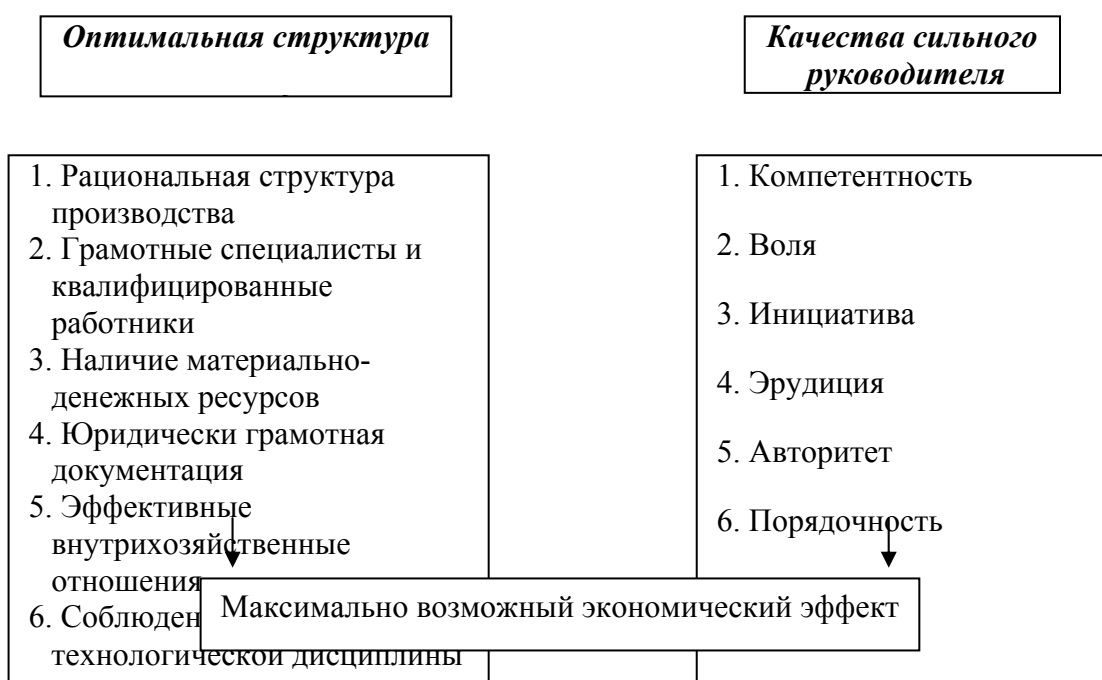 Оптимальная структура
Качества сильного
руководителя
1. Рациональная структура
производства
2. Грамотные специалисты и
квалифицированные
работники
3. Наличие материально-
денежных ресурсов
4. Юридически грамотная
документация
5. Эффективные
внутрихозяйственные
отношения
6. Соблюден
технологической дисциплины
1. Компетентность
2. Воля
3. Инициатива
4. Эрудиция
5. Авторитет
6. Порядочность
Максимально возможный экономический эффект